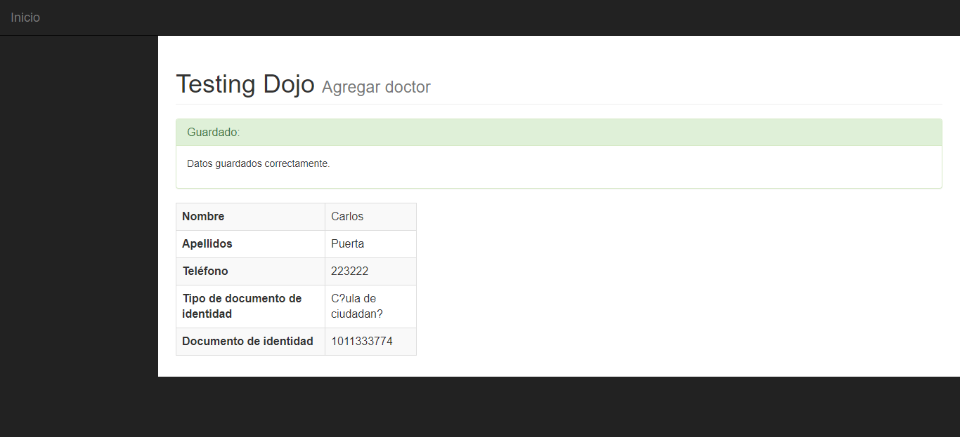 Inicio
Testing Dojo Agregar doctor
Guardado:
Datos guardados correctamente.
Nombre Carlos
Apellidos Puerta
Teléfono 223222
Tipo de documento de identidad C?ula de ciudadan?
Documento de identidad 1011333774